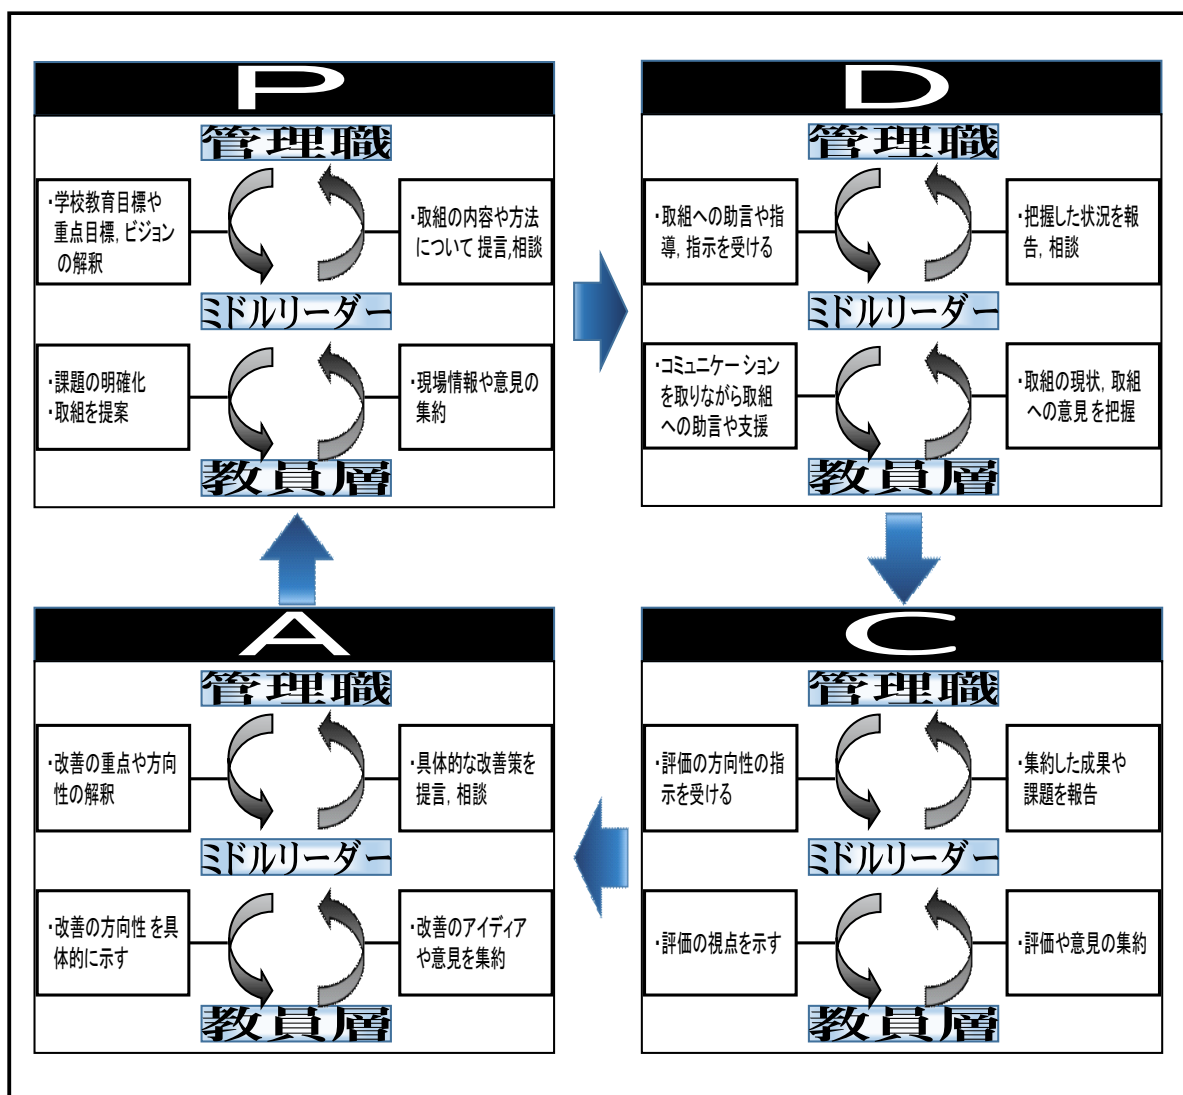 P
管理職
・学校教育目標や
重点目標，ビジョン
の解釈
・取組の内容や方法
について 提言,相談
ミドルリーダー
・課題の明確化
・取組を提案
・現場情報や意見の
集約
教員層
D
管理職
・取組への助言や指
導，指示を受ける
・把握した状況を報
告，相談
ミドルリーダー
・コミュニケーション
を取りながら取組
への助言や支援
・取組の現状，取組
への意見 を把握
教員層
A
管理職
・改善の重点や方向
性の解釈
・具体的な改善策を
提言，相談
ミドルリーダー
・改善の方向性 を具
体的に示す
・改善のアイディア
や意見を集約
教員層
C
管理職
・評価の方向性の指
示を受ける
・集約した成果や
課題を報告
ミドルリーダー
・評価の視点を示す
・評価や意見の集約
教員層